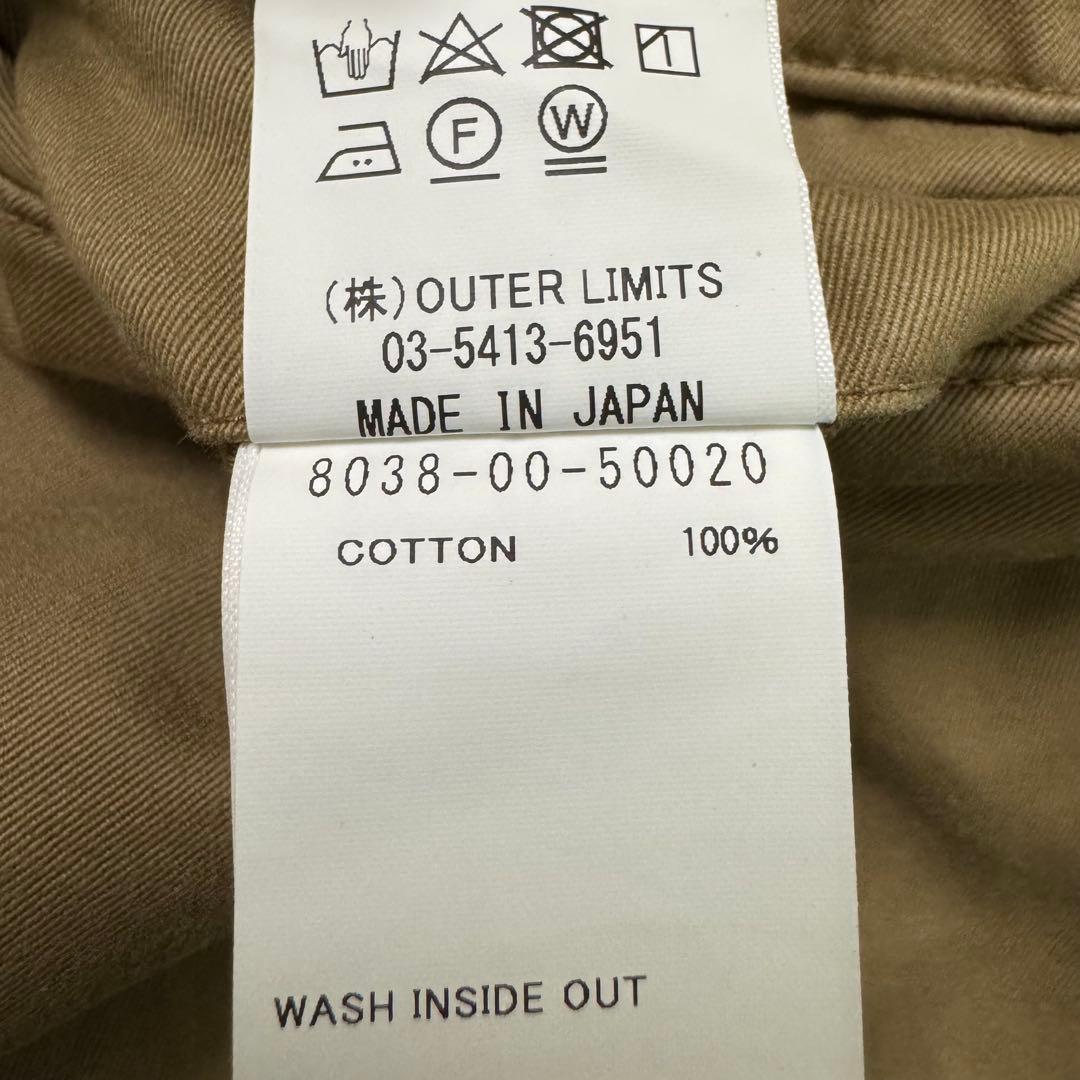 F W
(株)OUTER LIMITS
03-5413-6951
MADE IN JAPAN
8038-00-50020
COTTON 100%
WASH INSIDE OUT